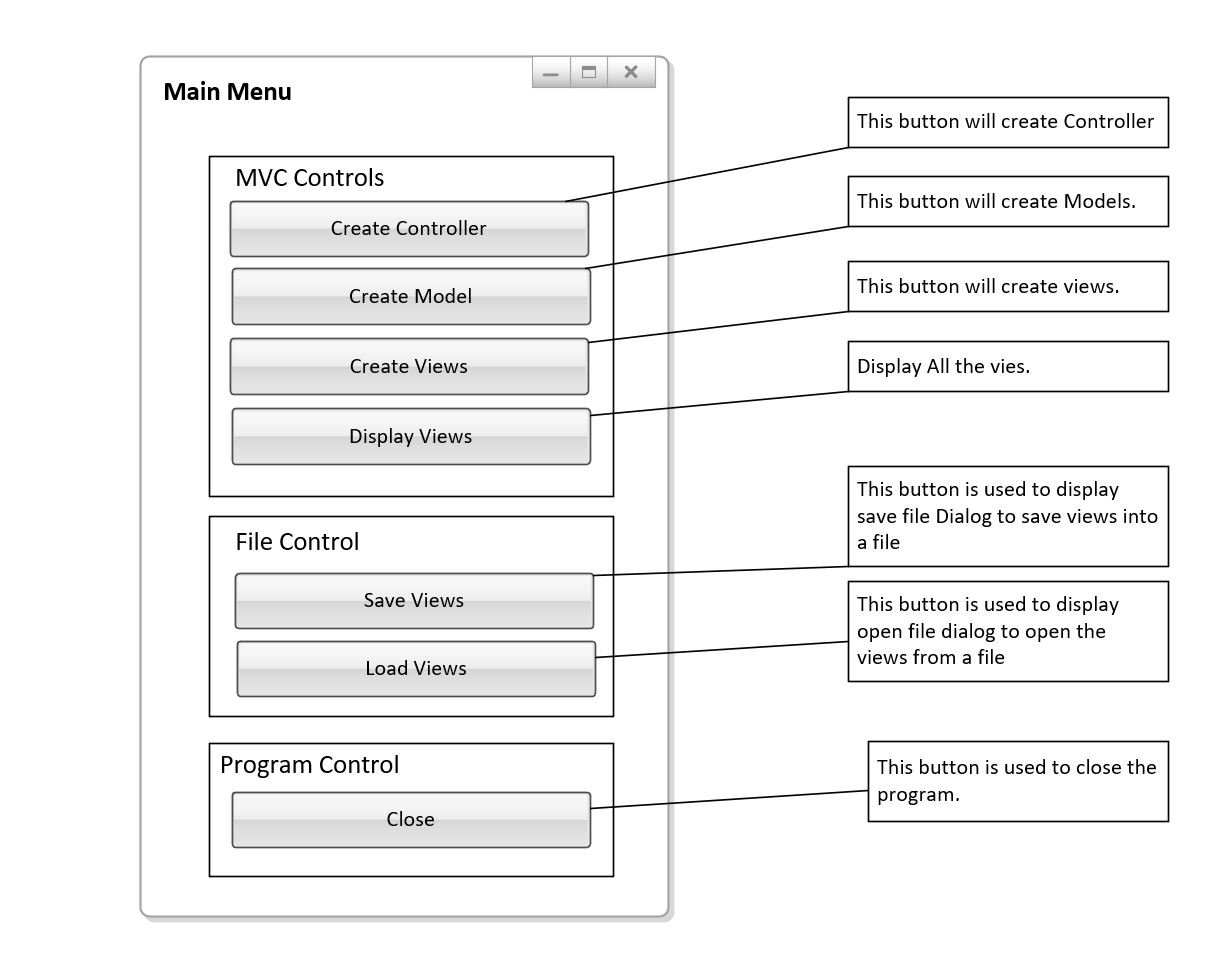 Main Menu
MVC Controls
Create Controller
Create Model
Create Views
Display Views
File Control
Save Views
Load Views
Program Control
Close
This button will create Controller
This button will create Models.
This button will create views.
Display All the vies.
This button is used to display
save file Dialog to save views into
a file
This button is used to display
open file dialog to open the
views from a file
This button is used to close the
program.